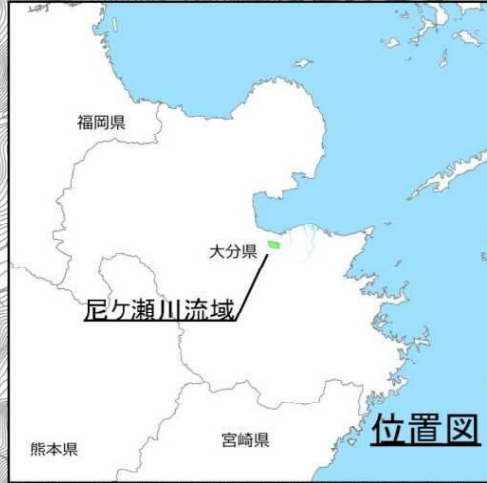 福岡県
大分県
尼ケ瀬川流域
位置図
熊本県
宮崎県